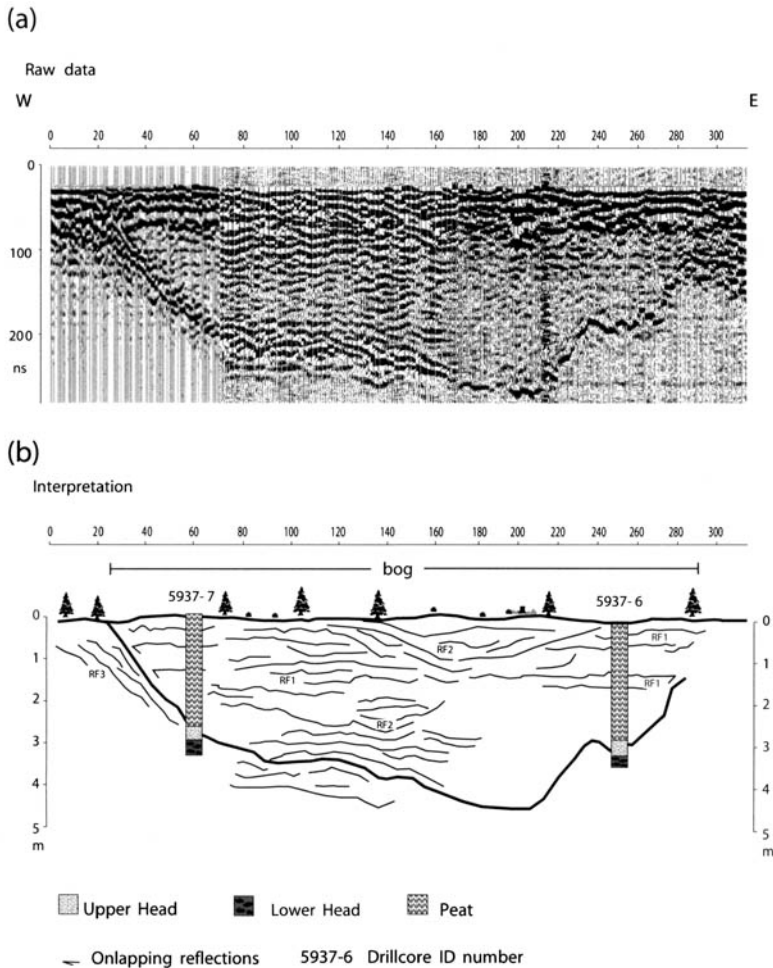 (a)
Raw data
W E
0 20 40 60 80 100 120 140 160 180 200 220 240 260 280 300
0
100
200
ns
(b)
Interpretation
0 20 40 60 80 100 120 140 160 180 200 220 240 260 280 300
bog
5937- 7 5937- 6
0 0
RF1
RF2
1 1
RF3 RF1 RF1
2 2
RF2
3 3
4 4
5 5
m m
Upper Head Lower Head Peat
Onlapping reflections 5937-6 Drillcore ID number